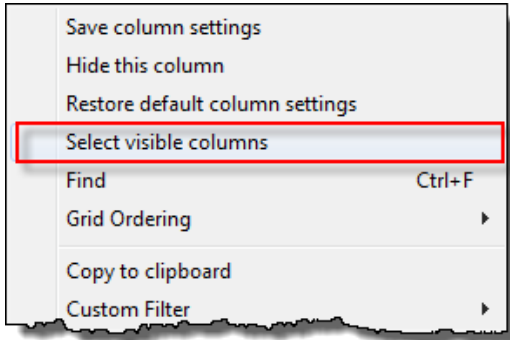 Save column settings
Hide this column
Restore default column settings
Select visible columns
Find Ctrl+F
Grid Ordering
Copy to clipboard
Custom Filter